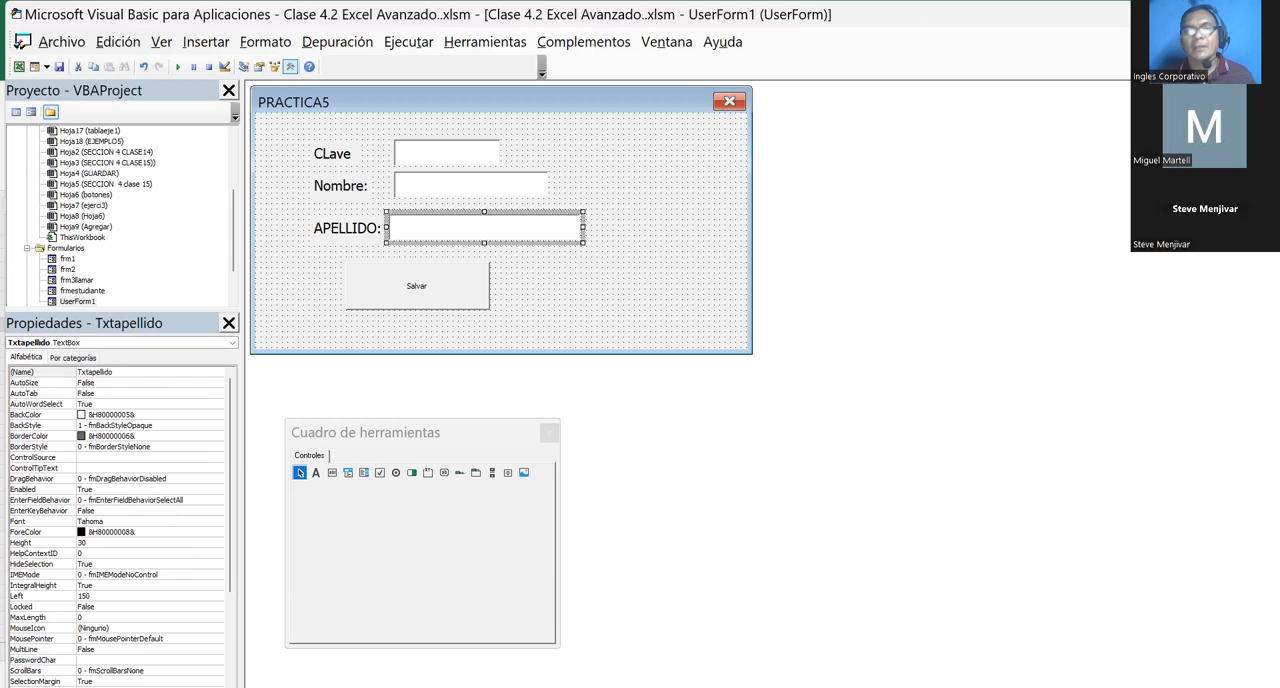 Microsoft Visual Basic para Aplicaciones - Clase 4.2 Excel Avanzado..xlsm - [Clase 4.2 Excel Avanzado..xlsm - UserForm1 (UserForm)]
Archivo Edición Ver Insertar Formato Depuración Ejecutar Herramientas Complementos Ventana Ayuda
Proyecto - VBAProject
Hoja17 (tablaeje1)
Hoja18 (EJEMPLO5)
Hoja2 (SECCION 4 CLASE14)
Hoja3 (SECCION 4 CLASE15))
Hoja4 (GUARDAR)
Hoja5 (SECCION 4 clase 15)
Hoja6 (botones)
Hoja7 (ejerci3)
Hoja8 (Hoja6)
Hoja9 (Agregar)
ThisWorkbook
Formularios
frm1
frm2
frm3llamar
frmestudiante
UserForm1
Propiedades - Txtapellido
Txtapellido TextBox
Alfabética Por categorías
(Name) Txtapellido
AutoSize False
AutoTab False
AutoWordSelect True
BackColor &H80000005&
BackStyle 1 - fmBackStyleOpaque
BorderColor &H80000006&
BorderStyle 0 - fmBorderStyleNone
ControlSource
ControlTipText
DragBehavior 0 - fmDragBehaviorDisabled
Enabled True
EnterFieldBehavior 0 - fmEnterFieldBehaviorSelectAll
EnterKeyBehavior False
Font Tahoma
ForeColor &H80000008&
Height 30
HelpContextID 0
HideSelection True
IMEMode 0 - fmIMEModeNoControl
IntegralHeight True
Left 150
Locked False
MaxLength 0
MouseIcon (Ninguno)
MousePointer 0 - fmMousePointerDefault
MultiLine False
PasswordChar
ScrollBars 0 - fmScrollBarsNone
SelectionMargin True
PRACTICA5
CLave
Nombre:
APELLIDO:
Salvar
Cuadro de herramientas
Controles
Ingles Corporativo
M
Miguel Martell
Steve Menjivar
Steve Menjivar